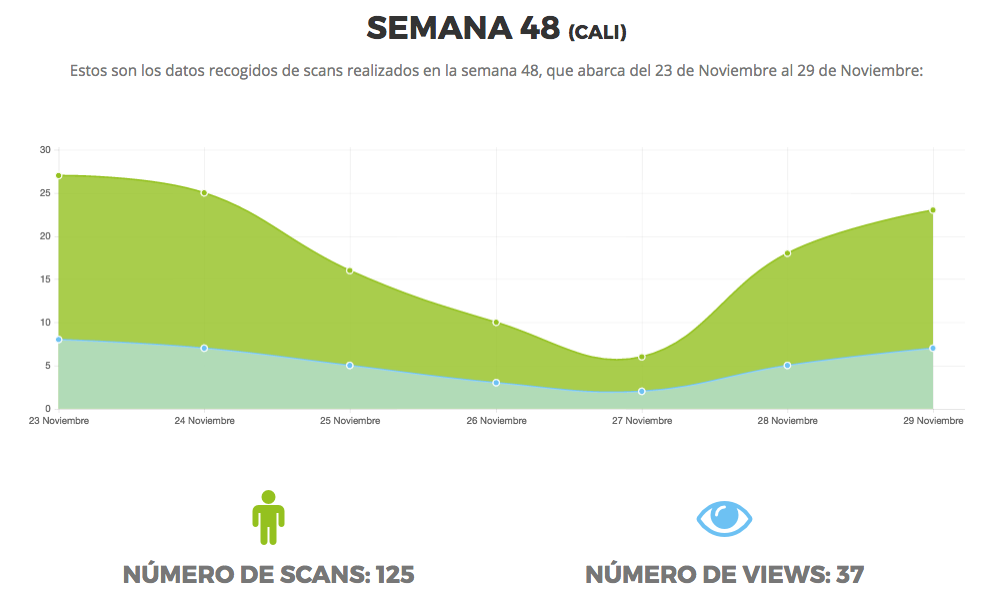 SEMANA 48 (CALI)
Estos son los datos recogidos de scans realizados en la semana 48, que abarca del 23 de Noviembre al 29 de Noviembre:
30
25
20
15
10
5
0
23 Noviembre 24 Noviembre 25 Noviembre 26 Noviembre 27 Noviembre 28 Noviembre 29 Noviembre
NÚMERO DE SCANS: 125 NÚMERO DE VIEWS: 37